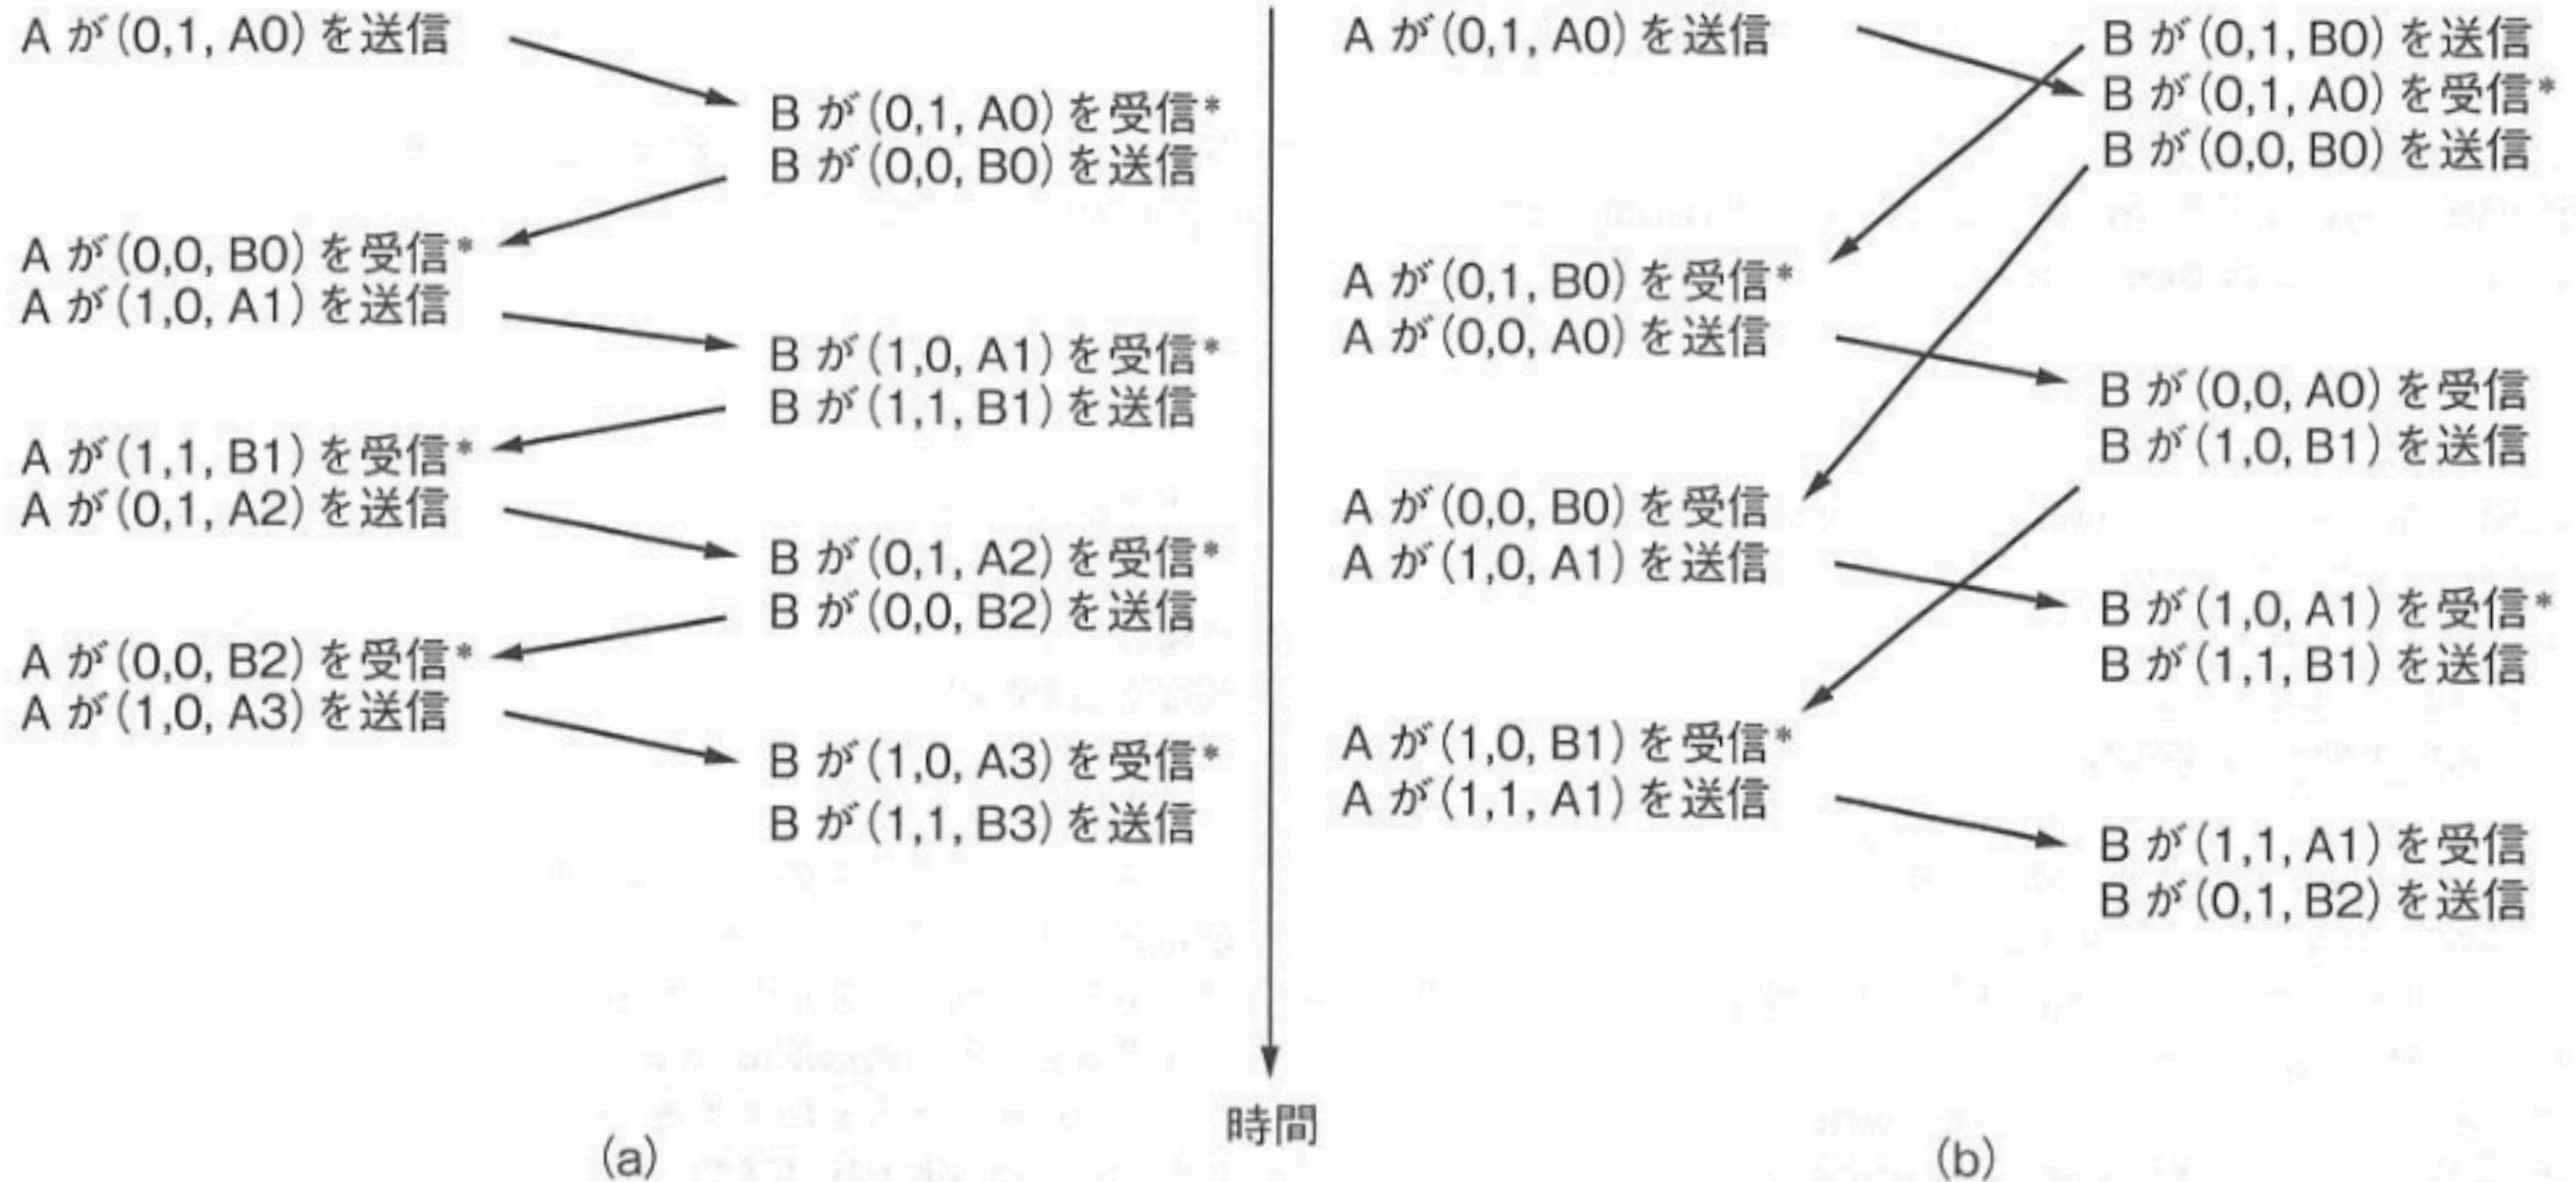 A が (0,1, A0) を送信
B が (0,1, A0) を受信*
B が (0,0, B0) を送信
A が (0,0, B0) を受信*
A が (1,0, A1) を送信
B が (1,0, A1) を受信*
B が (1,1, B1) を送信
A が (1,1, B1) を受信*
A が (0,1, A2) を送信
B が (0,1, A2) を受信*
B が (0,0, B2) を送信
A が (0,0, B2) を受信*
A が (1,0, A3) を送信
B が (1,0, A3) を受信*
B が (1,1, B3) を送信
(a)
時間
A が (0,1, A0) を送信
B が (0,1, B0) を送信
B が (0,1, A0) を受信*
B が (0,0, B0) を送信
A が (0,1, B0) を受信*
A が (0,0, A0) を送信
B が (0,0, A0) を受信
B が (1,0, B1) を送信
A が (0,0, B0) を受信
A が (1,0, A1) を送信
B が (1,0, A1) を受信*
B が (1,1, B1) を送信
A が (1,0, B1) を受信*
A が (1,1, A1) を送信
B が (1,1, A1) を受信
B が (0,1, B2) を送信
(b)